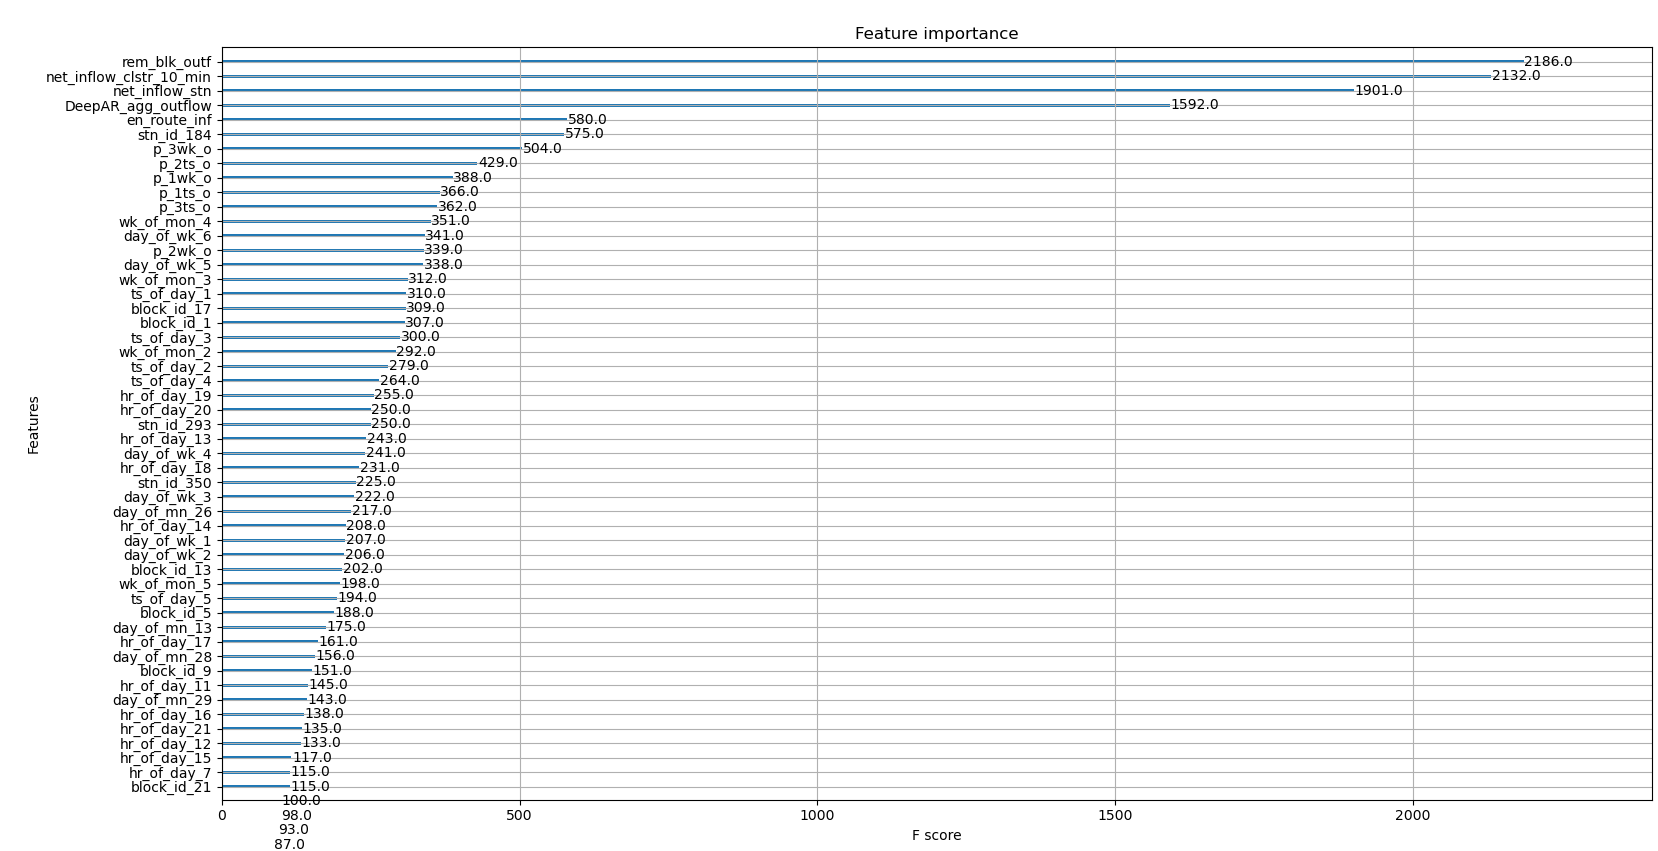 Feature importance
rem_blk_outf 2186.0
net_inflow_clstr_10_min 2132.0
net_inflow_stn 1901.0
DeepAR_agg_outflow 1592.0
en_route_inf 580.0
stn_id_184 575.0
p_3wk_o 504.0
p_2ts_o 429.0
p_1wk_o 388.0
p_1ts_o 366.0
p_3ts_o 362.0
wk_of_mon_4 351.0
day_of_wk_6 341.0
p_2wk_o 339.0
day_of_wk_5 338.0
wk_of_mon_3 312.0
ts_of_day_1 310.0
block_id_17 309.0
block_id_1 307.0
ts_of_day_3 300.0
wk_of_mon_2 292.0
ts_of_day_2 279.0
ts_of_day_4 264.0
hr_of_day_19 255.0
hr_of_day_20 250.0
stn_id_293 250.0
hr_of_day_13 243.0
day_of_wk_4 241.0
hr_of_day_18 231.0
stn_id_350 225.0
day_of_wk_3 222.0
day_of_mn_26 217.0
hr_of_day_14 208.0
day_of_wk_1 207.0
day_of_wk_2 206.0
block_id_13 202.0
wk_of_mon_5 198.0
ts_of_day_5 194.0
block_id_5 188.0
day_of_mn_13 175.0
hr_of_day_17 161.0
day_of_mn_28 156.0
block_id_9 151.0
hr_of_day_11 145.0
day_of_mn_29 143.0
hr_of_day_16 138.0
hr_of_day_21 135.0
hr_of_day_12 133.0
hr_of_day_15 117.0
hr_of_day_7 115.0
block_id_21 115.0
100.0
98.0
93.0
87.0
0 500 1000 1500 2000
F score
Features